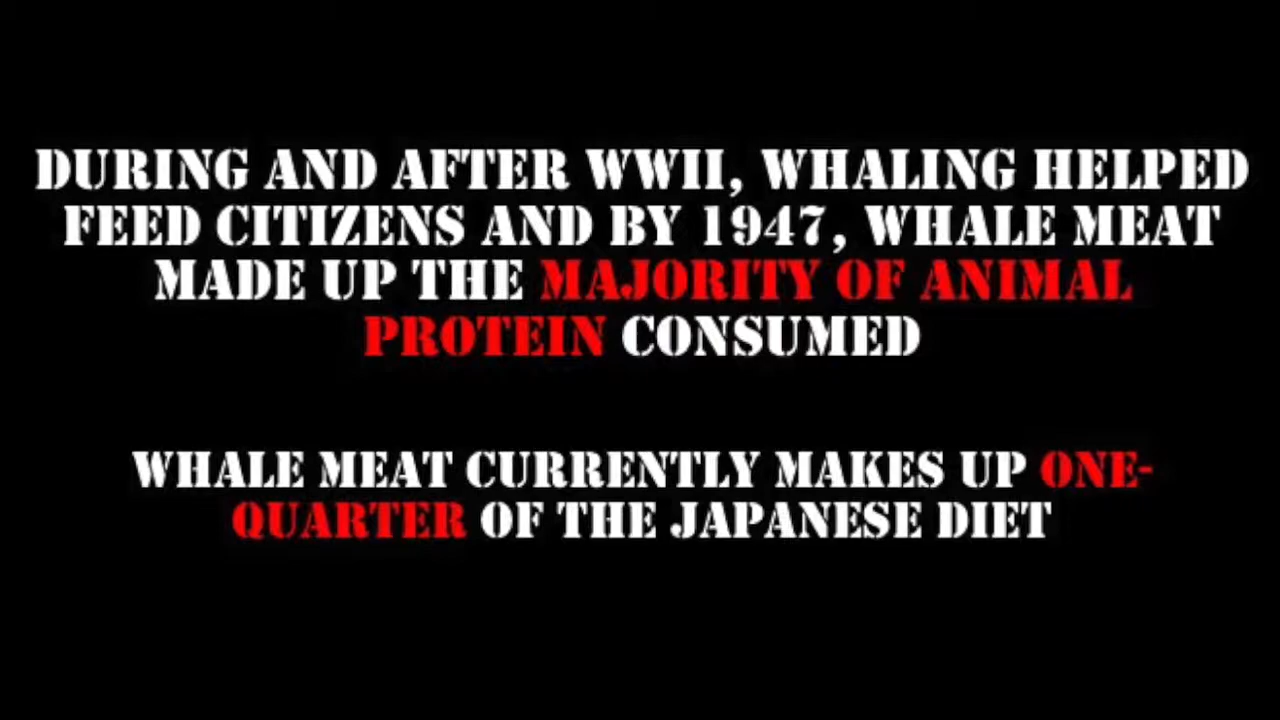 DURING AND AFTER WWII, WHALING HELPED
FEED CITIZENS AND BY 1947, WHALE MEAT
MADE UP THE MAJORITY OF ANIMAL
PROTEIN CONSUMED
WHALE MEAT CURRENTLY MAKES UP ONE-
QUARTER OF THE JAPANESE DIET